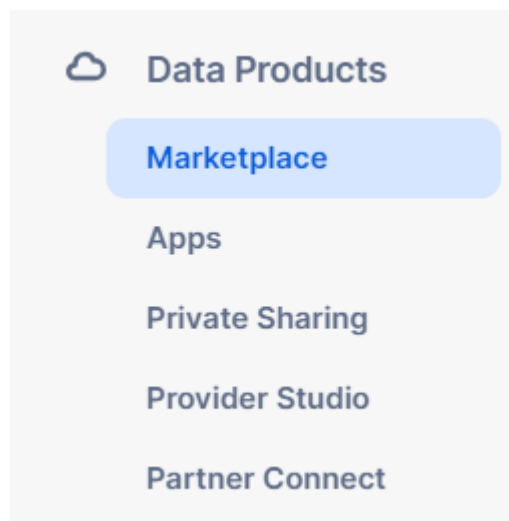 Data Products
Marketplace
Apps
Private Sharing
Provider Studio
Partner Connect